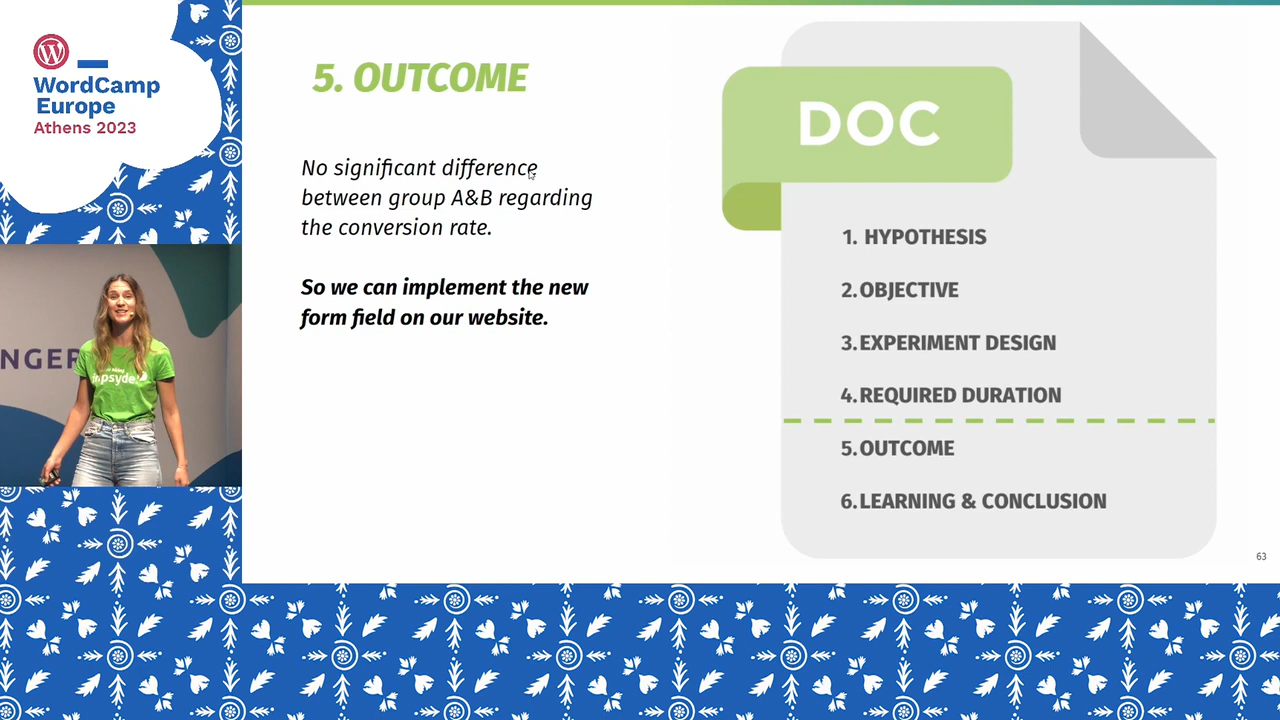 WordCamp
Europe
Athens 2023
5. OUTCOME
No significant difference
between group A&B regarding
the conversion rate.
So we can implement the new
form field on our website.
DOC
1. HYPOTHESIS
2. OBJECTIVE
3. EXPERIMENT DESIGN
4. REQUIRED DURATION
5. OUTCOME
6. LEARNING & CONCLUSION
63
NGER
inpsyde